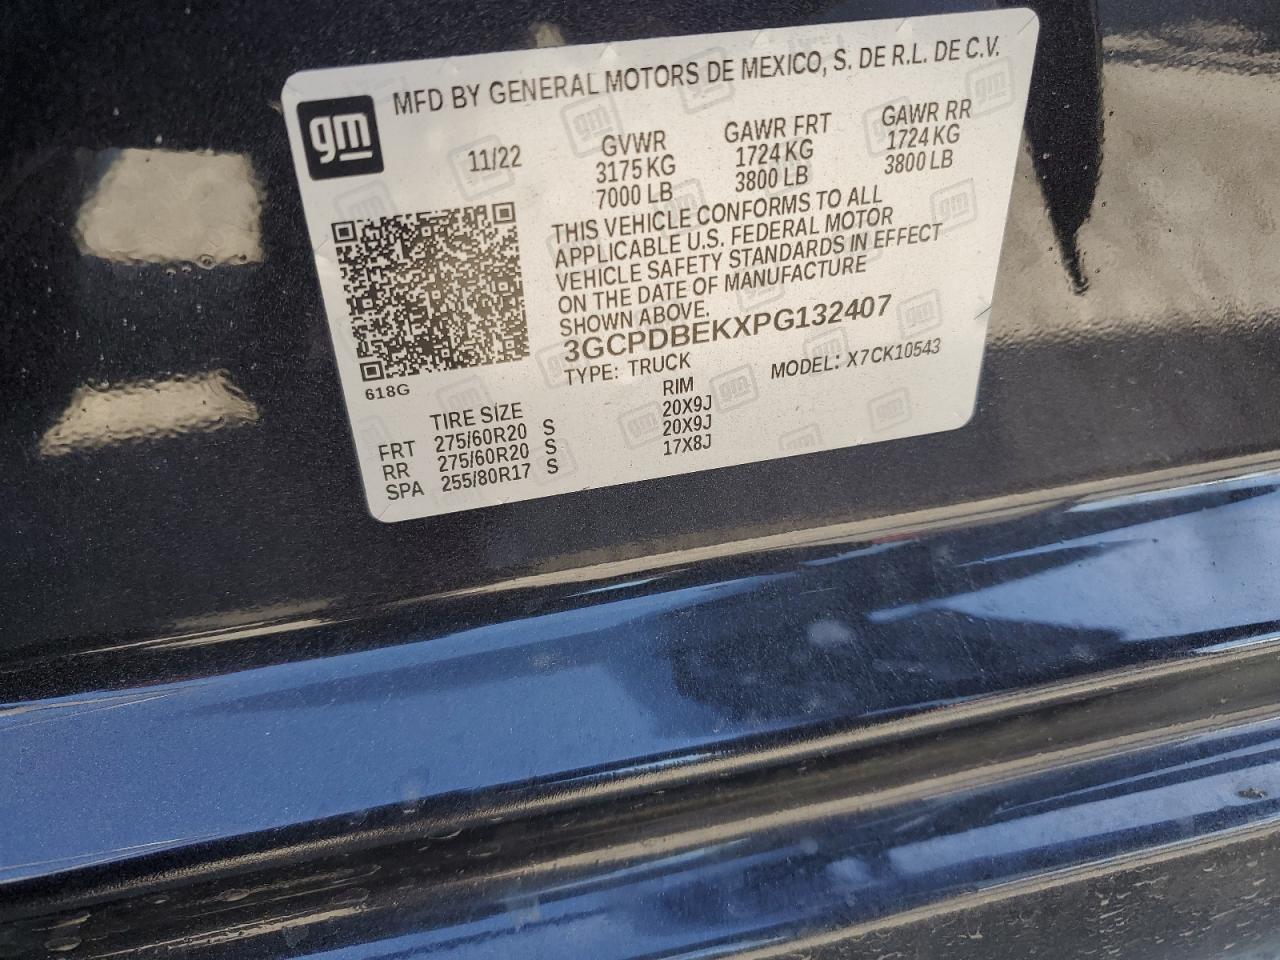 gm
MFD BY GENERAL MOTORS DE MEXICO, S. DE R.L. DE C.V.
11/22
GVWR
3175 KG
7000 LB
GAWR FRT
1724 KG
3800 LB
GAWR RR
1724 KG
3800 LB
THIS VEHICLE CONFORMS TO ALL
APPLICABLE U.S. FEDERAL MOTOR
VEHICLE SAFETY STANDARDS IN EFFECT
ON THE DATE OF MANUFACTURE
SHOWN ABOVE.
3GCPDBEKXPG132407
TYPE: TRUCK
MODEL: X7CK10543
618G
TIRE SIZE RIM
FRT 275/60R20 S 20X9J
RR 275/60R20 S 20X9J
SPA 255/80R17 S 17X8J